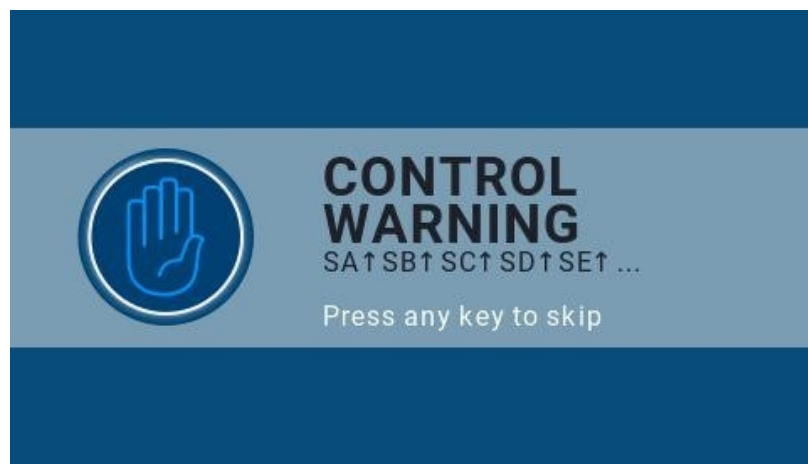 CONTROL
WARNING
SA↑ SB↑ SC↑ SD↑ SE↑ ...
Press any key to skip